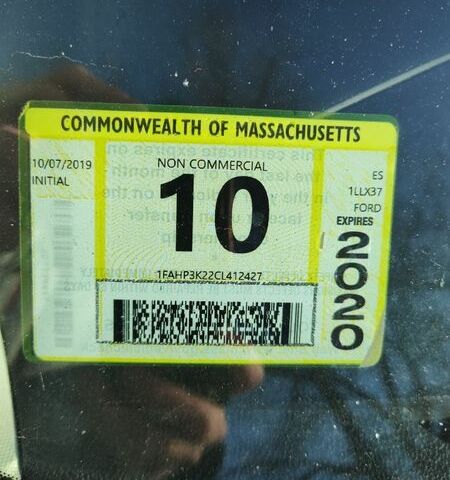 COMMONWEALTH OF MASSACHUSETTS
10/07/2019
INITIAL
NON COMMERCIAL
10
1FAHP3K22CL412427
ES
1LLX37
FORD
EXPIRES
2020